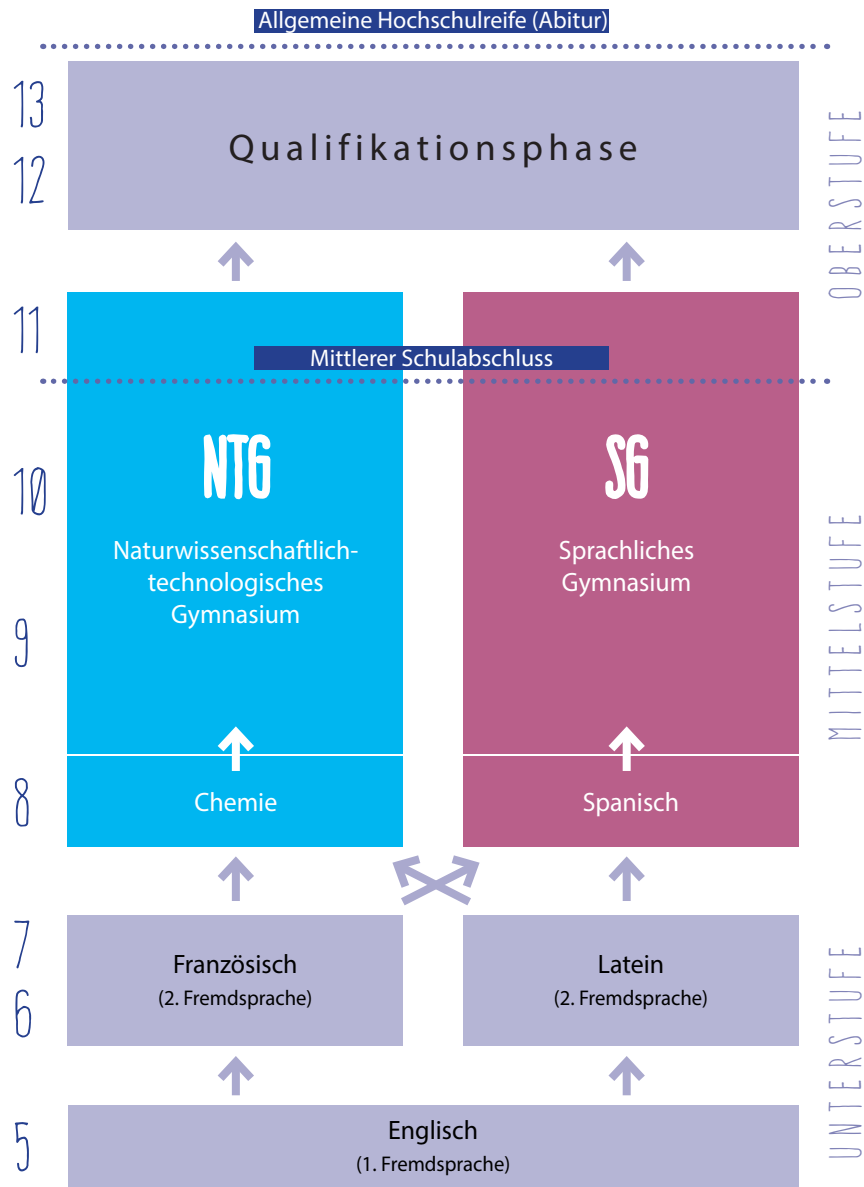 Allgemeine Hochschulreife (Abitur)
13
12
Qualifikationsphase
OBERSTUFE
11
Mittlerer Schulabschluss
NTG
SG
10
Naturwissenschaftlich-
technologisches
Gymnasium
Sprachliches
Gymnasium
MITTELSTUFE
9
8
Chemie
Spanisch
7
6
Französisch
(2. Fremdsprache)
Latein
(2. Fremdsprache)
UNTERSTUFE
5
Englisch
(1. Fremdsprache)